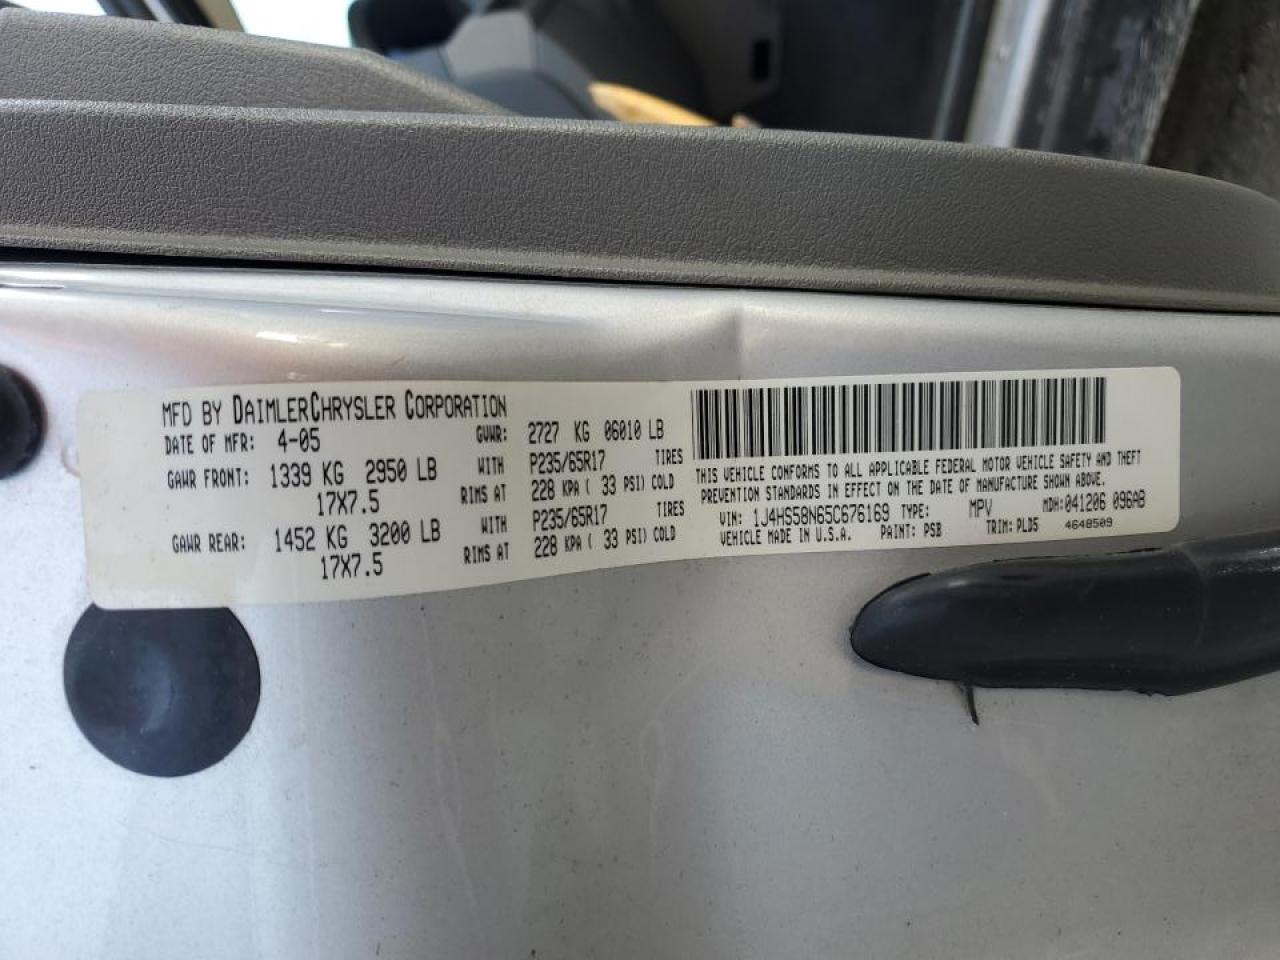 MFD BY DAIMLERCHRYSLER CORPORATION
DATE OF MFR: 4-05 GVWR: 2727 KG 06010 LB
GAWR FRONT: 1339 KG 2950 LB WITH P235/65R17 TIRES
17X7.5 RIMS AT 228 KPA ( 33 PSI) COLD
GAWR REAR: 1452 KG 3200 LB WITH P235/65R17 TIRES
17X7.5 RIMS AT 228 KPA ( 33 PSI) COLD
THIS VEHICLE CONFORMS TO ALL APPLICABLE FEDERAL MOTOR VEHICLE SAFETY AND THEFT
PREVENTION STANDARDS IN EFFECT ON THE DATE OF MANUFACTURE SHOWN ABOVE.
VIN: 1J4HS58N65C676169 TYPE: MPV MDH:041206 096AB
VEHICLE MADE IN U.S.A. PAINT: PSB TRIM: PLD5 4648509